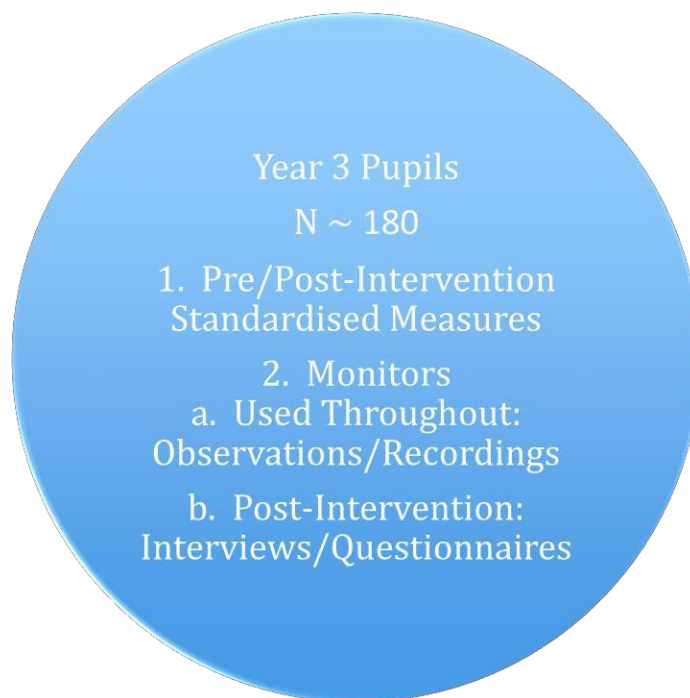 Year 3 Pupils
N ~ 180
1. Pre/Post-Intervention
Standardised Measures
2. Monitors
a. Used Throughout:
Observations/Recordings
b. Post-Intervention:
Interviews/Questionnaires